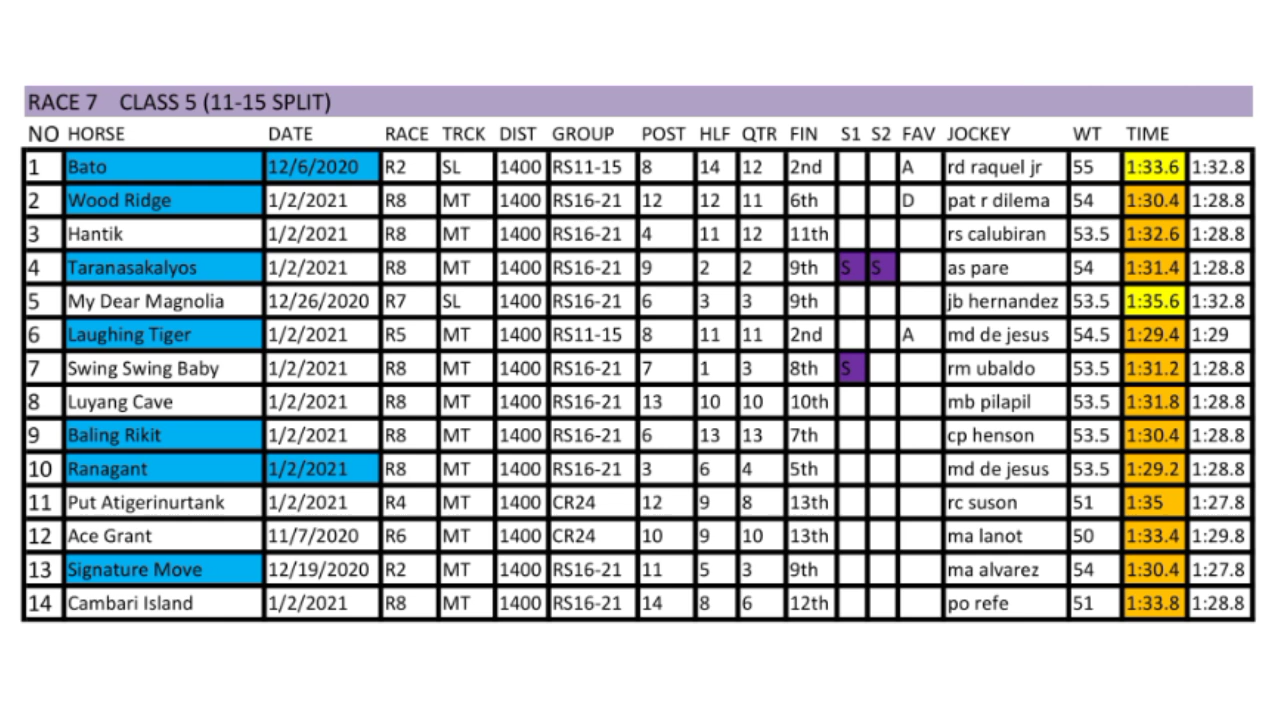 RACE 7 CLASS 5 (11-15 SPLIT)
NO HORSE DATE RACE TRCK DIST GROUP POST HLF QTR FIN S1 S2 FAV JOCKEY WT TIME
1 Bato 12/6/2020 R2 SL 1400 RS11-15 8 14 12 2nd A rd raquel jr 55 1:33.6 1:32.8
2 Wood Ridge 1/2/2021 R8 MT 1400 RS16-21 12 12 11 6th D pat r dilema 54 1:30.4 1:28.8
3 Hantik 1/2/2021 R8 MT 1400 RS16-21 4 11 12 11th rs calubiran 53.5 1:32.6 1:28.8
4 Taranasakalyos 1/2/2021 R8 MT 1400 RS16-21 9 2 2 9th S S as pare 54 1:31.4 1:28.8
5 My Dear Magnolia 12/26/2020 R7 SL 1400 RS16-21 6 3 3 9th jb hernandez 53.5 1:35.6 1:32.8
6 Laughing Tiger 1/2/2021 R5 MT 1400 RS11-15 8 11 11 2nd A md de jesus 54.5 1:29.4 1:29
7 Swing Swing Baby 1/2/2021 R8 MT 1400 RS16-21 7 1 3 8th S rm ubaldo 53.5 1:31.2 1:28.8
8 Luyang Cave 1/2/2021 R8 MT 1400 RS16-21 13 10 10 10th mb pilapil 53.5 1:31.8 1:28.8
9 Baling Rikit 1/2/2021 R8 MT 1400 RS16-21 6 13 13 7th cp henson 53.5 1:30.4 1:28.8
10 Ranagant 1/2/2021 R8 MT 1400 RS16-21 3 6 4 5th md de jesus 53.5 1:29.2 1:28.8
11 Put Atigerinurtank 1/2/2021 R4 MT 1400 CR24 12 9 8 13th rc suson 51 1:35 1:27.8
12 Ace Grant 11/7/2020 R6 MT 1400 CR24 10 9 10 13th ma lanot 50 1:33.4 1:29.8
13 Signature Move 12/19/2020 R2 MT 1400 RS16-21 11 5 3 9th ma alvarez 54 1:30.4 1:27.8
14 Cambari Island 1/2/2021 R8 MT 1400 RS16-21 14 8 6 12th po refe 51 1:33.8 1:28.8